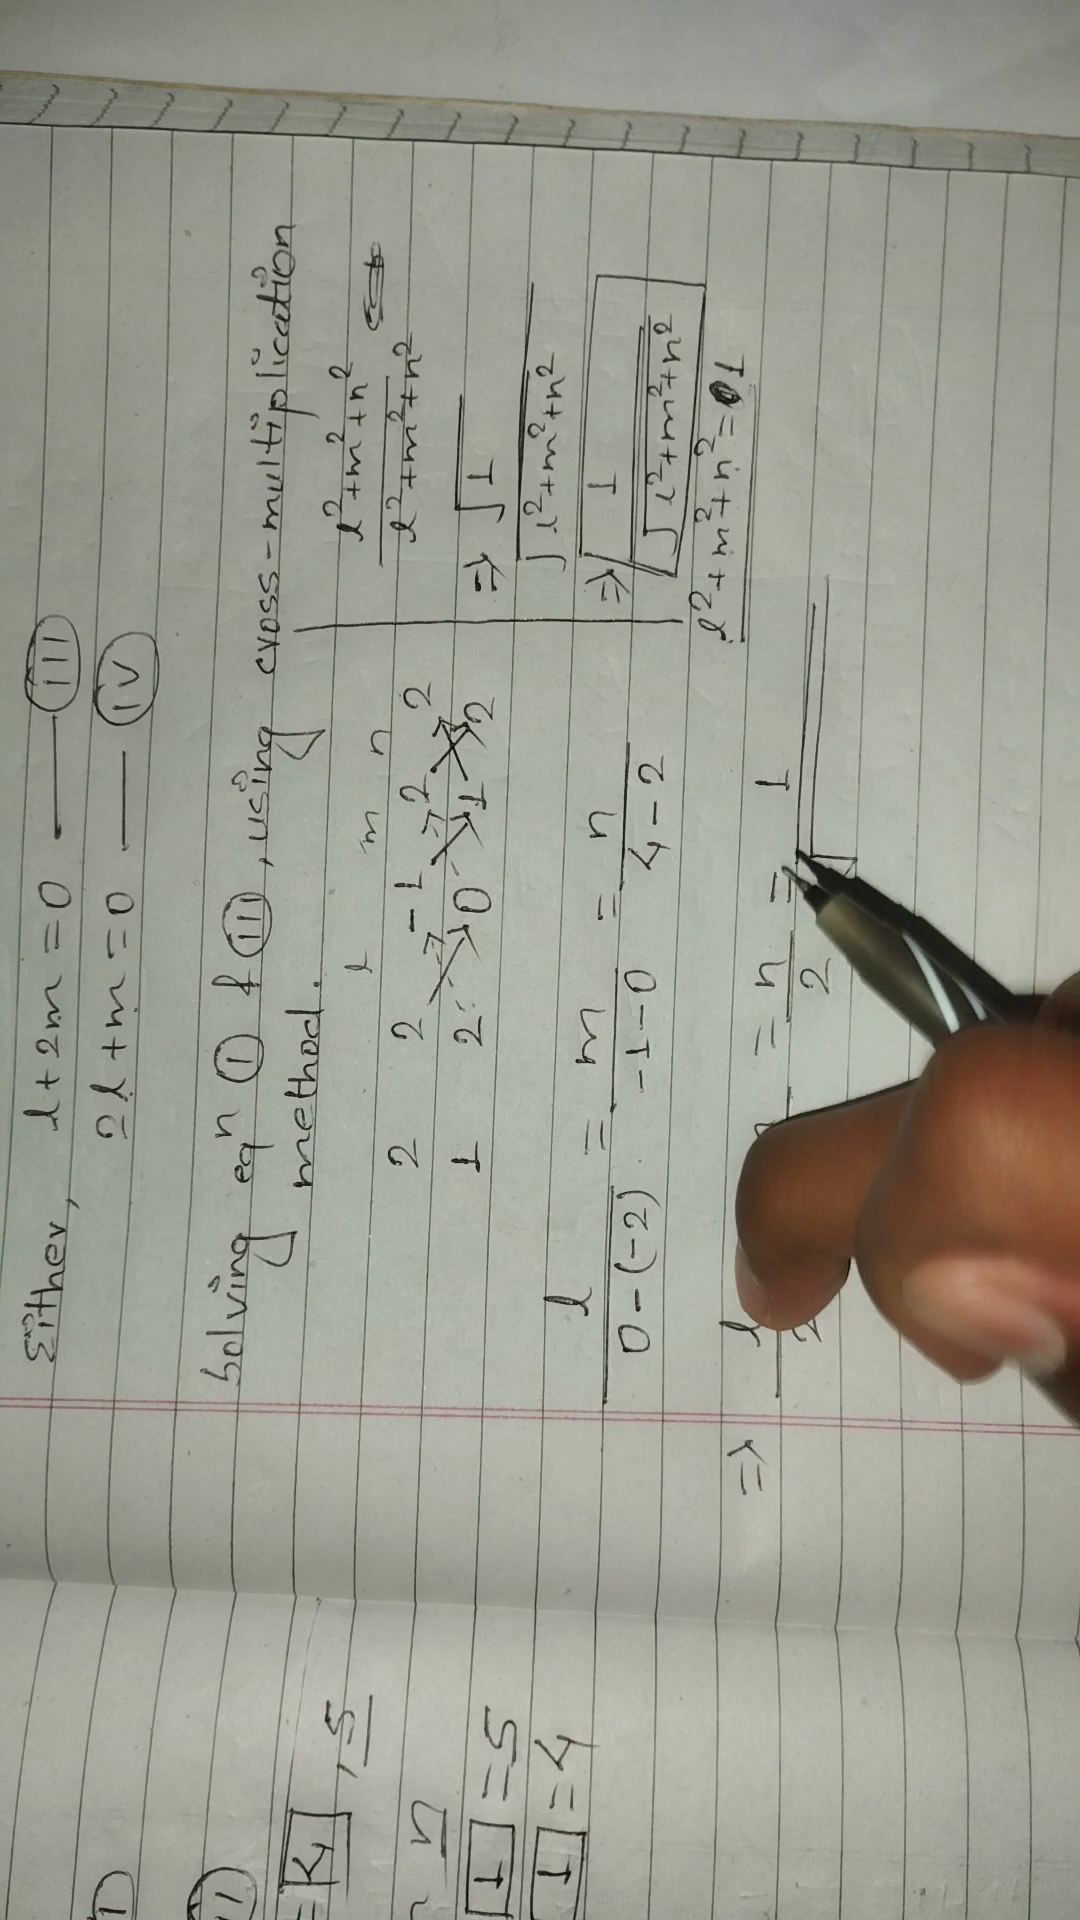 Either, l+2m=0 —— (iii)
2l+m=0 —— (iv)
Solving eqn (i) & (iii), using cross-multiplication
method.
l m n
2 2 -1 2 2
1 2 0 1 2
l/0-(-2) = m/-1-0 = n/4-2
=> l/2 = n/2 = 1
l²+m²+n²/l²+m²+n²
=> √1/√l²+m²+n²
=> 1/√l²+m²+n²
l²+m²+n²=1
, 5
n
1 =5
1 =4